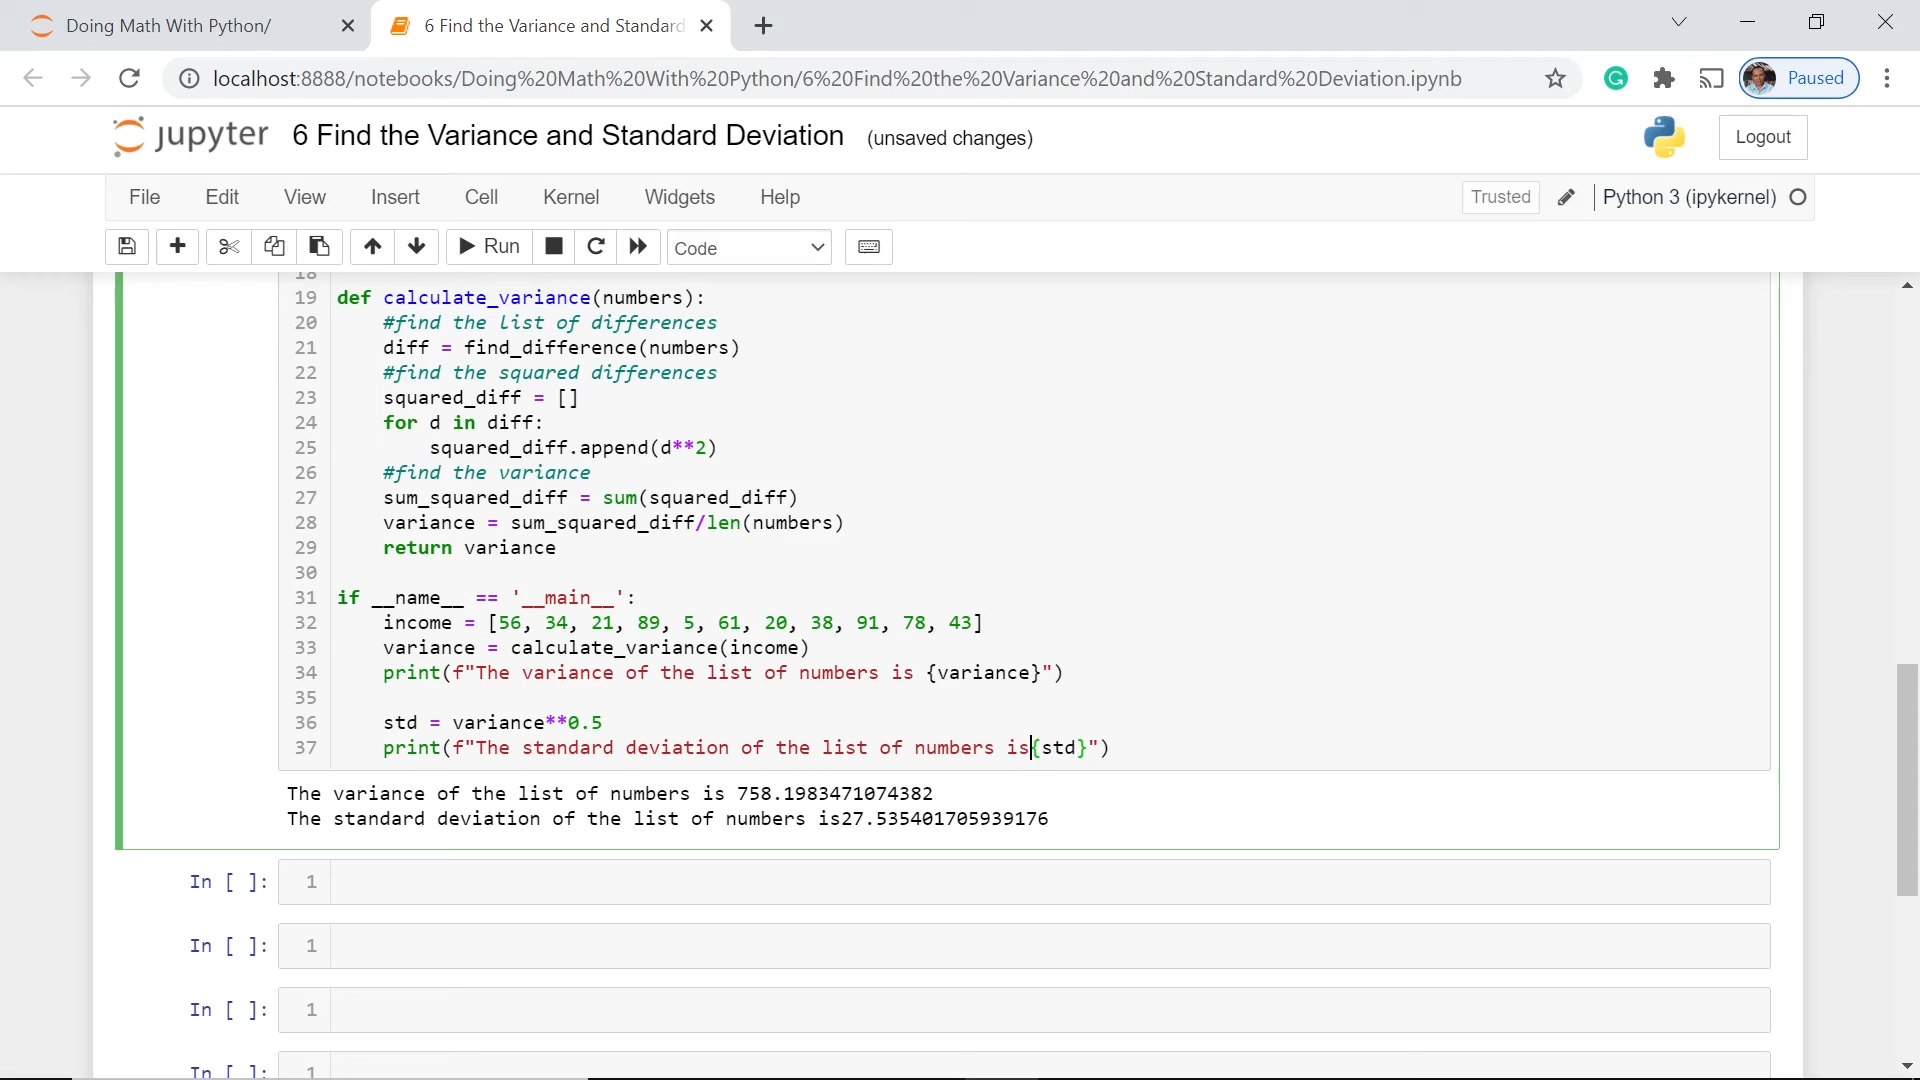 Doing Math With Python/
6 Find the Variance and Standard
localhost:8888/notebooks/Doing%20Math%20With%20Python/6%20Find%20the%20Variance%20and%20Standard%20Deviation.ipynb
Paused
jupyter 6 Find the Variance and Standard Deviation (unsaved changes)
Logout
File Edit View Insert Cell Kernel Widgets Help
Trusted
Python 3 (ipykernel)
Run
Code
18
19 def calculate_variance(numbers):
20     #find the list of differences
21     diff = find_difference(numbers)
22     #find the squared differences
23     squared_diff = []
24     for d in diff:
25         squared_diff.append(d**2)
26     #find the variance
27     sum_squared_diff = sum(squared_diff)
28     variance = sum_squared_diff/len(numbers)
29     return variance
30
31 if __name__ == '__main__':
32     income = [56, 34, 21, 89, 5, 61, 20, 38, 91, 78, 43]
33     variance = calculate_variance(income)
34     print(f"The variance of the list of numbers is {variance}")
35
36     std = variance**0.5
37     print(f"The standard deviation of the list of numbers is{std}")
The variance of the list of numbers is 758.1983471074382
The standard deviation of the list of numbers is27.535401705939176
In [ ]: 1
In [ ]: 1
In [ ]: 1
In [ ]: 1